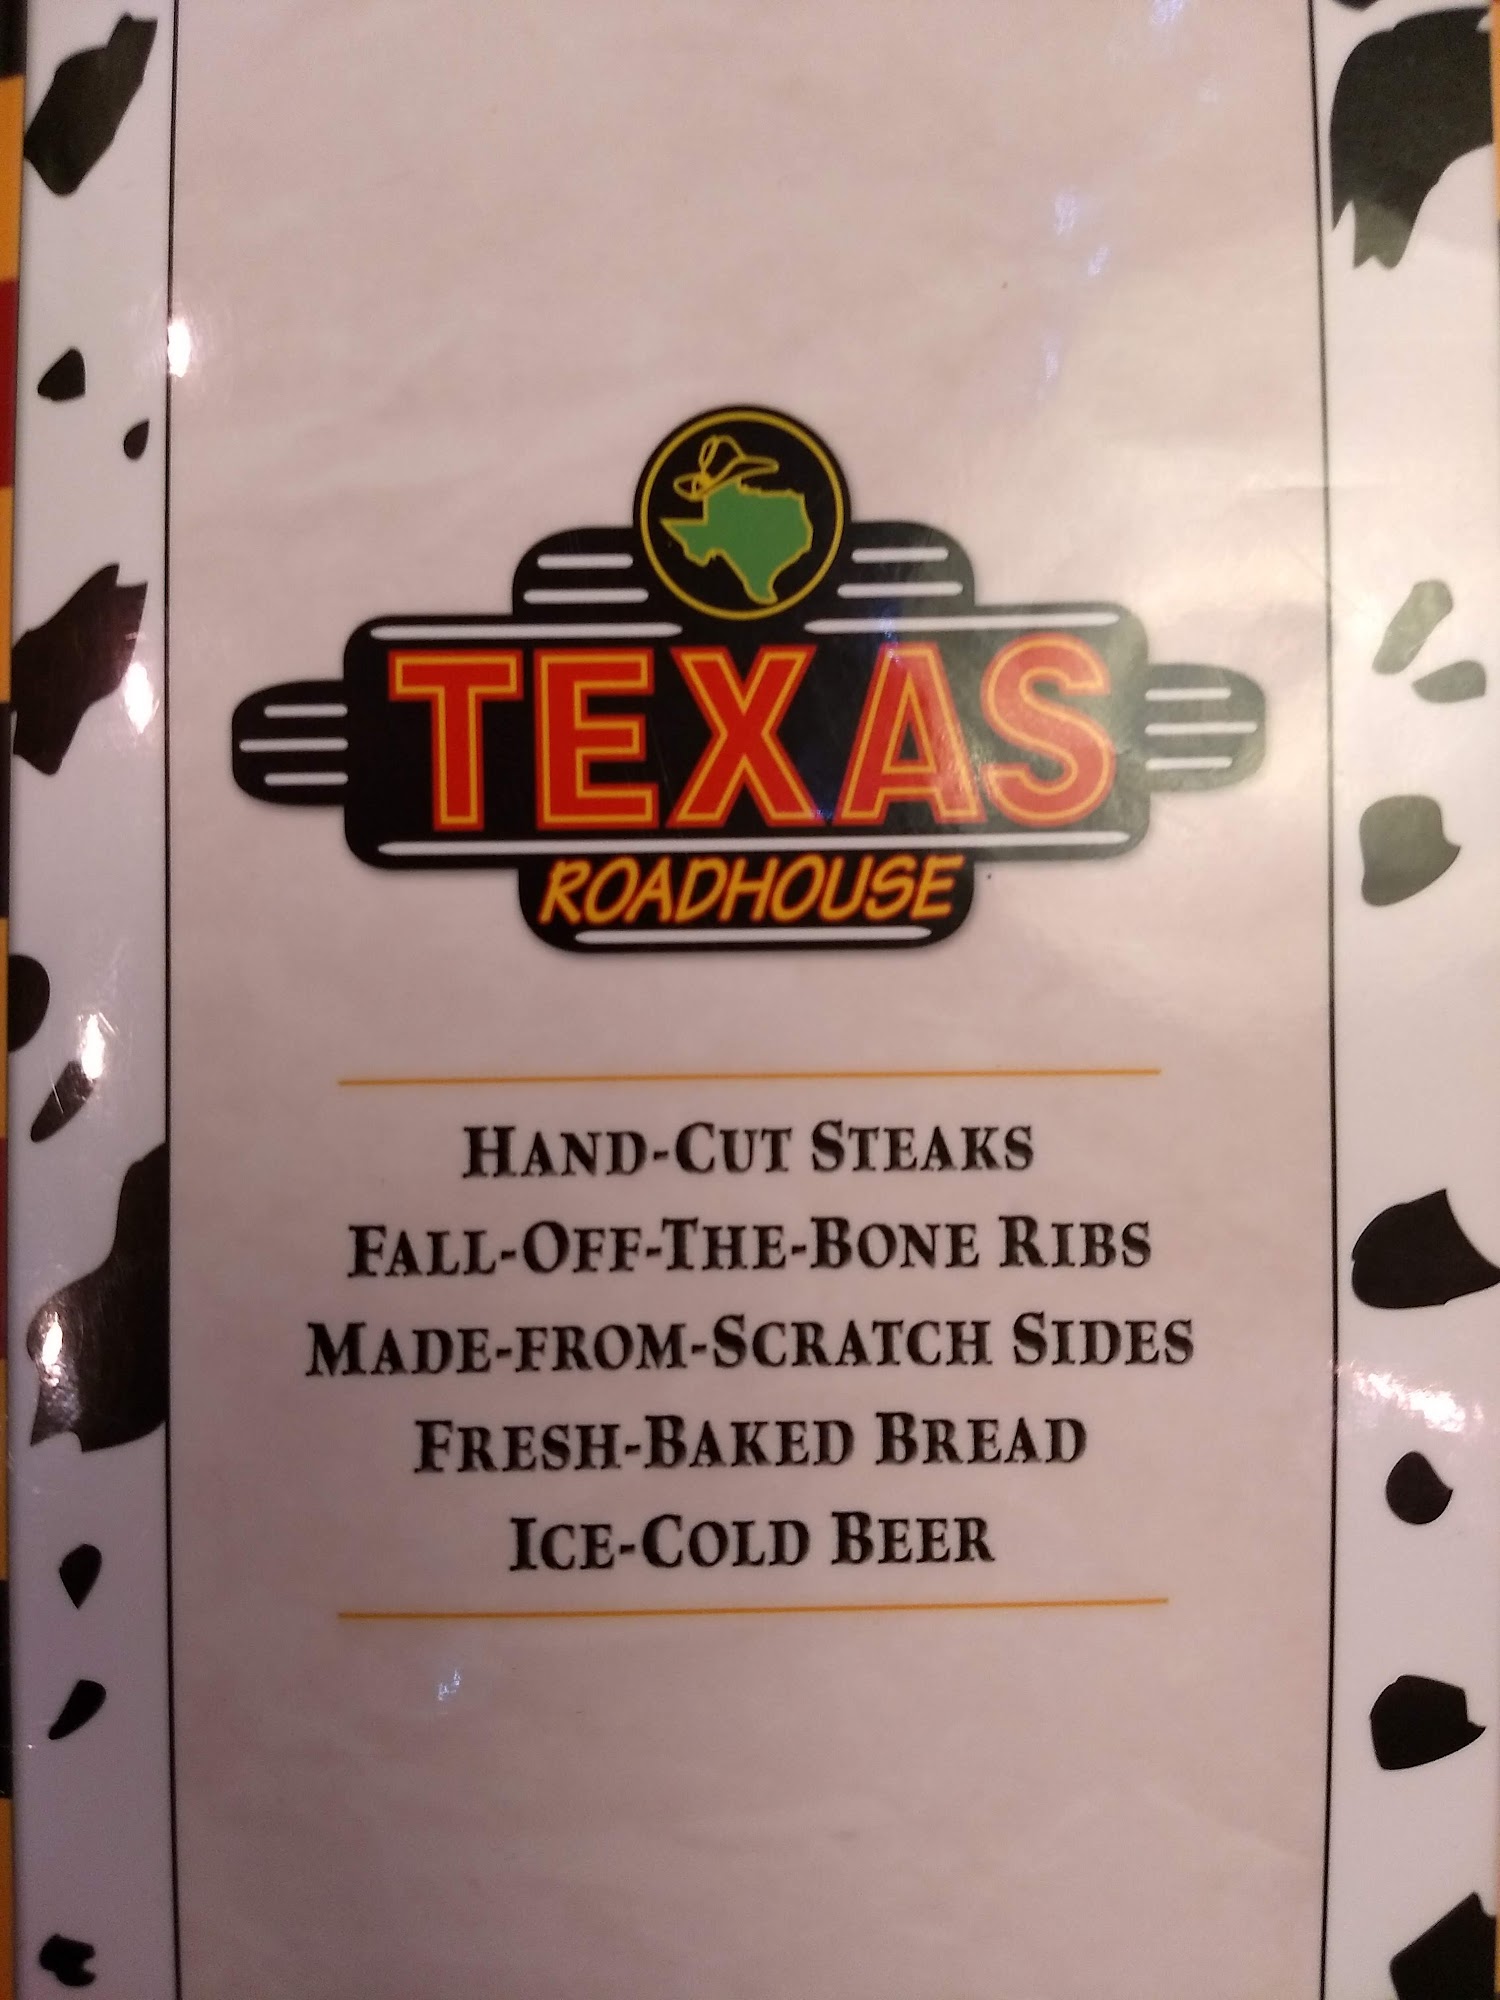 TEXAS
ROADHOUSE
HAND-CUT STEAKS
FALL-OFF-THE-BONE RIBS
MADE-FROM-SCRATCH SIDES
FRESH-BAKED BREAD
ICE-COLD BEER